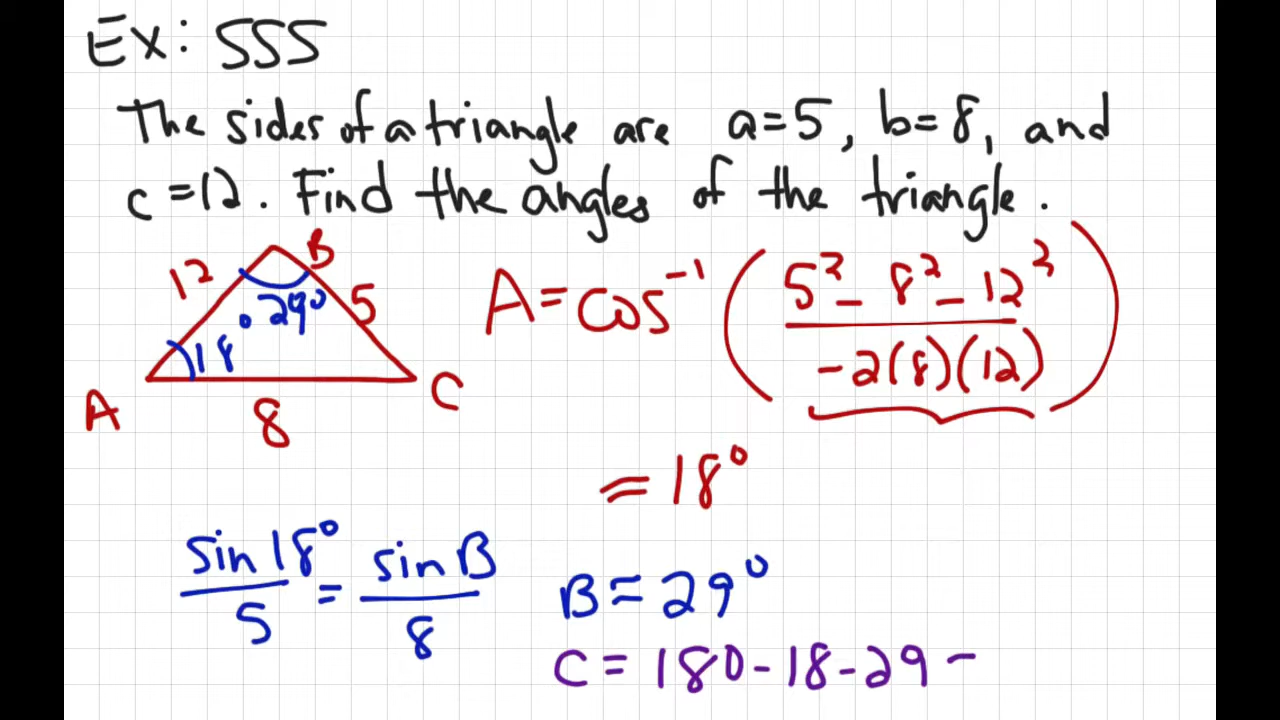 Ex: SSS
The sides of a triangle are a=5, b=8, and
c=12. Find the angles of the triangle.
12 B 5
29°
18°
A 8 C
A = cos⁻¹ ( (5² - 8² - 12²) / (-2(8)(12)) )
= 18°
sin 18° / 5 = sin B / 8
B ≈ 29°
C = 180 - 18 - 29 -